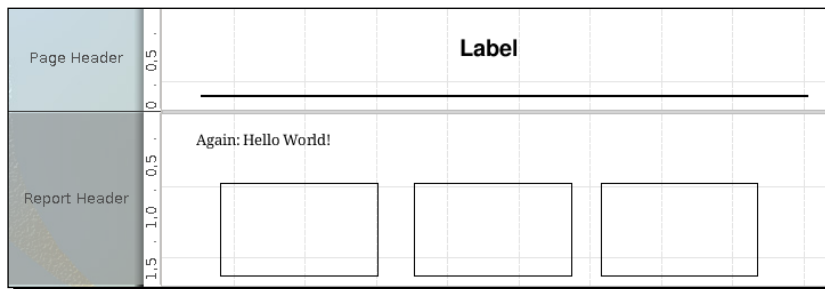 Page Header
0 . 0,5 .
Label
Report Header
1,5 . 1,0 . 0,5 .
Again: Hello World!